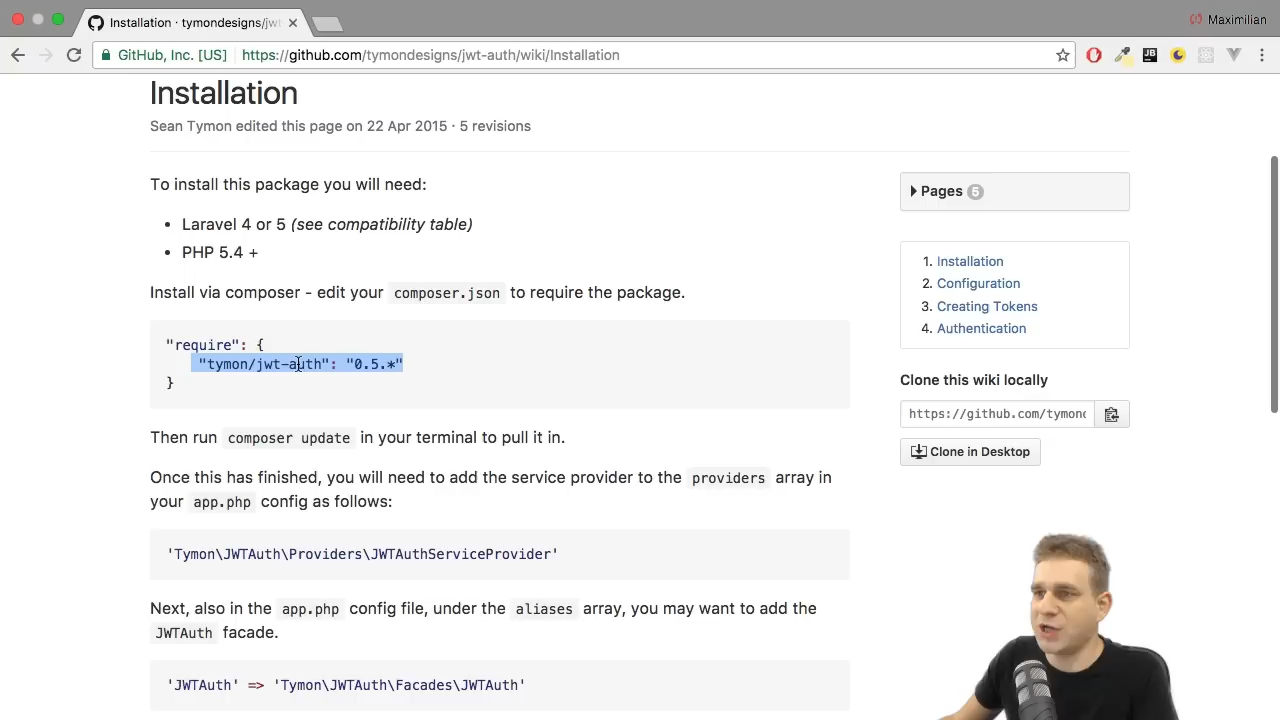 Installation · tymondesigns/jwt-
Maximilian
GitHub, Inc. [US] https://github.com/tymondesigns/jwt-auth/wiki/Installation
JB
Installation
Sean Tymon edited this page on 22 Apr 2015 · 5 revisions
To install this package you will need:
• Laravel 4 or 5 (see compatibility table)
• PHP 5.4 +
Install via composer - edit your composer.json to require the package.
"require": {
"tymon/jwt-auth": "0.5.*"
}
Then run composer update in your terminal to pull it in.
Once this has finished, you will need to add the service provider to the providers array in
your app.php config as follows:
'Tymon\JWTAuth\Providers\JWTAuthServiceProvider'
Next, also in the app.php config file, under the aliases array, you may want to add the
JWTAuth facade.
'JWTAuth' => 'Tymon\JWTAuth\Facades\JWTAuth'
Pages 5
1. Installation
2. Configuration
3. Creating Tokens
4. Authentication
Clone this wiki locally
https://github.com/tymond
Clone in Desktop